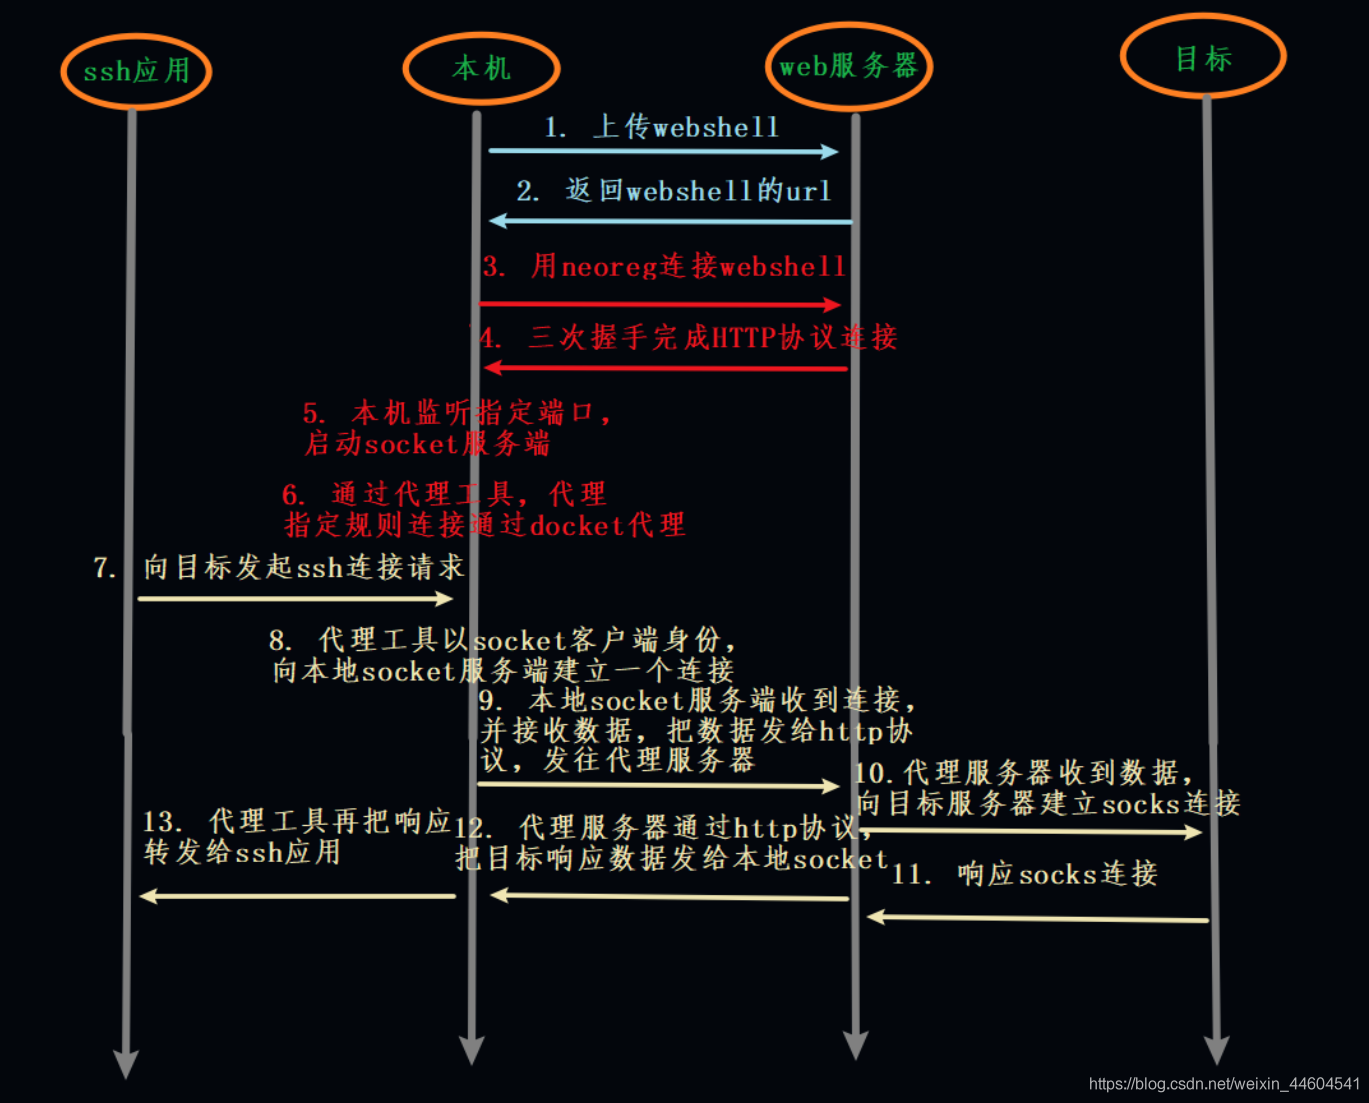 ssh应用
本机
web服务器
目标
1. 上传webshell
2. 返回webshell的url
3. 用neoreg连接webshell
4. 三次握手完成HTTP协议连接
5. 本机监听指定端口，
启动socket服务端
6. 通过代理工具，代理
指定规则连接通过docket代理
7. 向目标发起ssh连接请求
8. 代理工具以socket客户端身份，
向本地socket服务端建立一个连接
9. 本地socket服务端收到连接，
并接收数据，把数据发给http协
议，发往代理服务器
10.代理服务器收到数据，
向目标服务器建立socks连接
13. 代理工具再把响应
转发给ssh应用
12. 代理服务器通过http协议，
把目标响应数据发给本地socket
11. 响应socks连接
https://blog.csdn.net/weixin_44604541